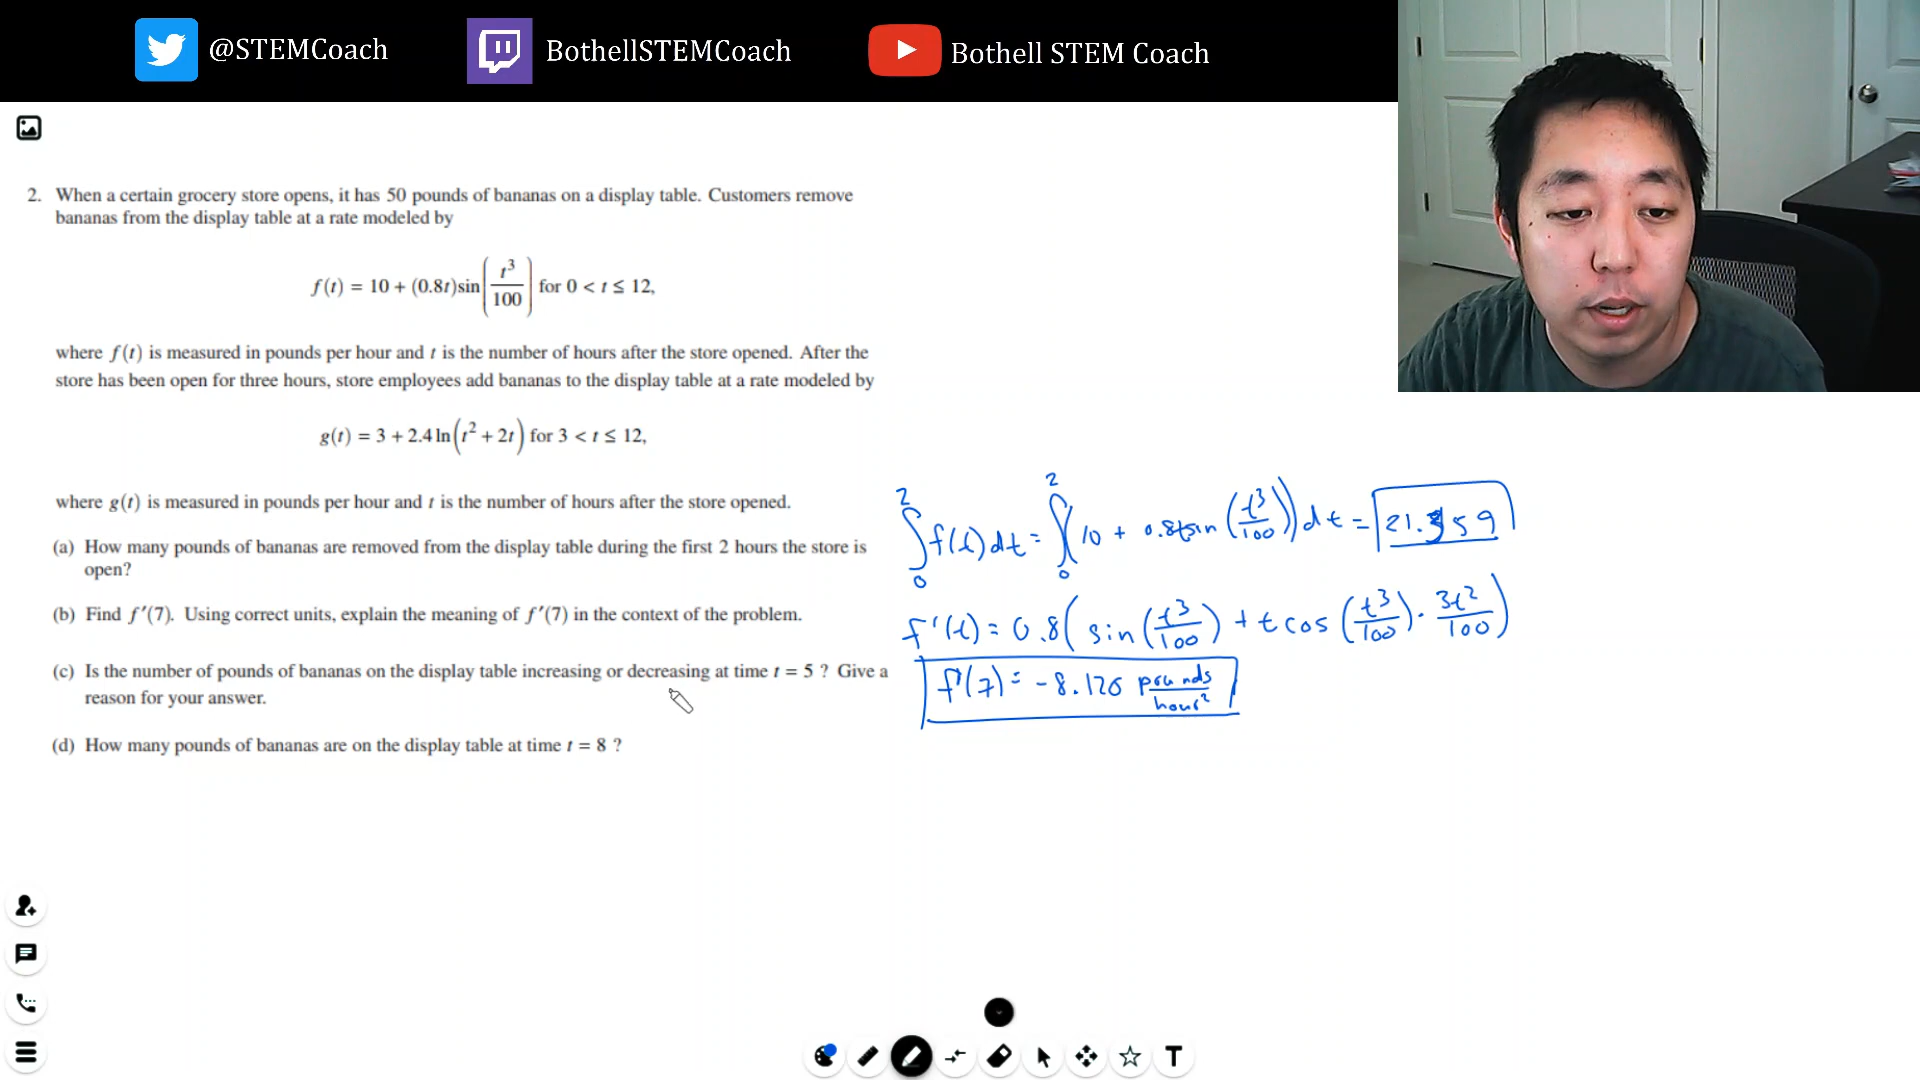 @STEMCoach
BothellSTEMCoach
Bothell STEM Coach
2. When a certain grocery store opens, it has 50 pounds of bananas on a display table. Customers remove
bananas from the display table at a rate modeled by
f(t) = 10 + (0.8t)sin(t³/100) for 0 < t ≤ 12,
where f(t) is measured in pounds per hour and t is the number of hours after the store opened. After the
store has been open for three hours, store employees add bananas to the display table at a rate modeled by
g(t) = 3 + 2.4 ln(t² + 2t) for 3 < t ≤ 12,
where g(t) is measured in pounds per hour and t is the number of hours after the store opened.
(a) How many pounds of bananas are removed from the display table during the first 2 hours the store is
open?
(b) Find f′(7). Using correct units, explain the meaning of f′(7) in the context of the problem.
(c) Is the number of pounds of bananas on the display table increasing or decreasing at time t = 5 ? Give a
reason for your answer.
(d) How many pounds of bananas are on the display table at time t = 8 ?
∫₀² f(t)dt = ∫₀² (10 + 0.8t sin(t³/100))dt = 59
f'(t) = 0.8(sin(t³/100) + t cos(t³/100) · 3t²/100)
f'(7) = -8.120 pounds/hour²
T